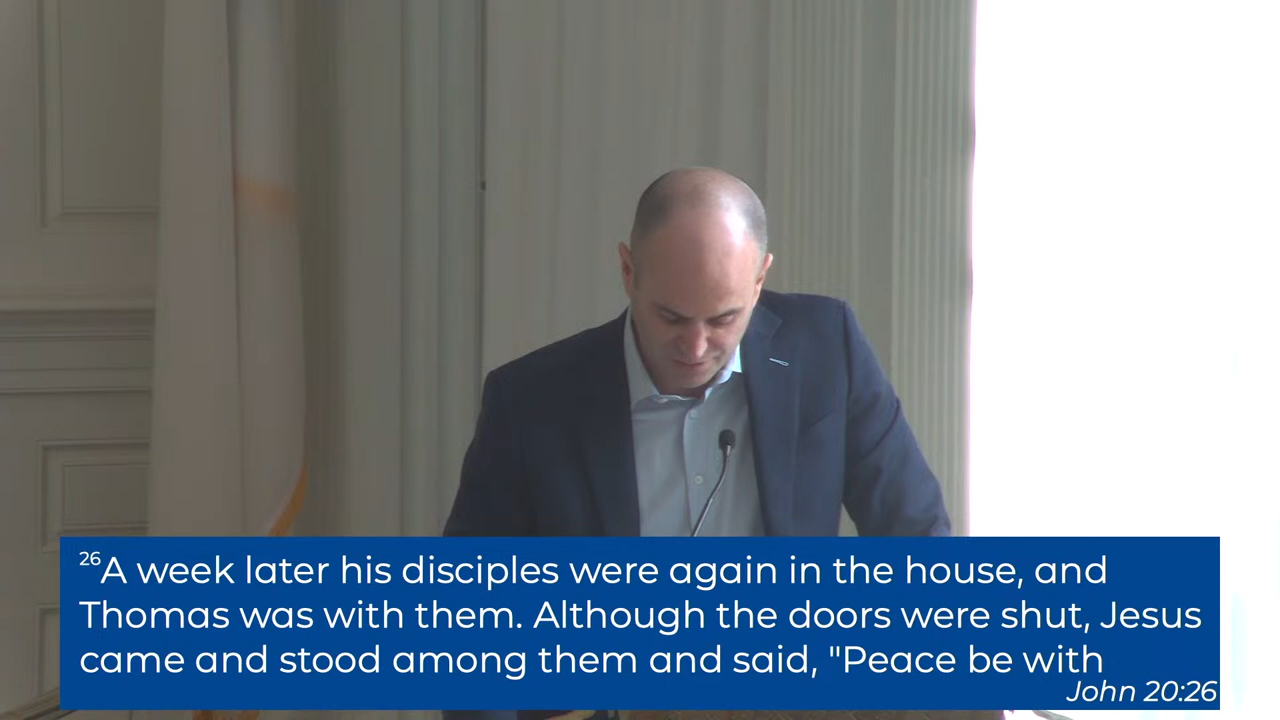 26A week later his disciples were again in the house, and
Thomas was with them. Although the doors were shut, Jesus
came and stood among them and said, "Peace be with
John 20:26